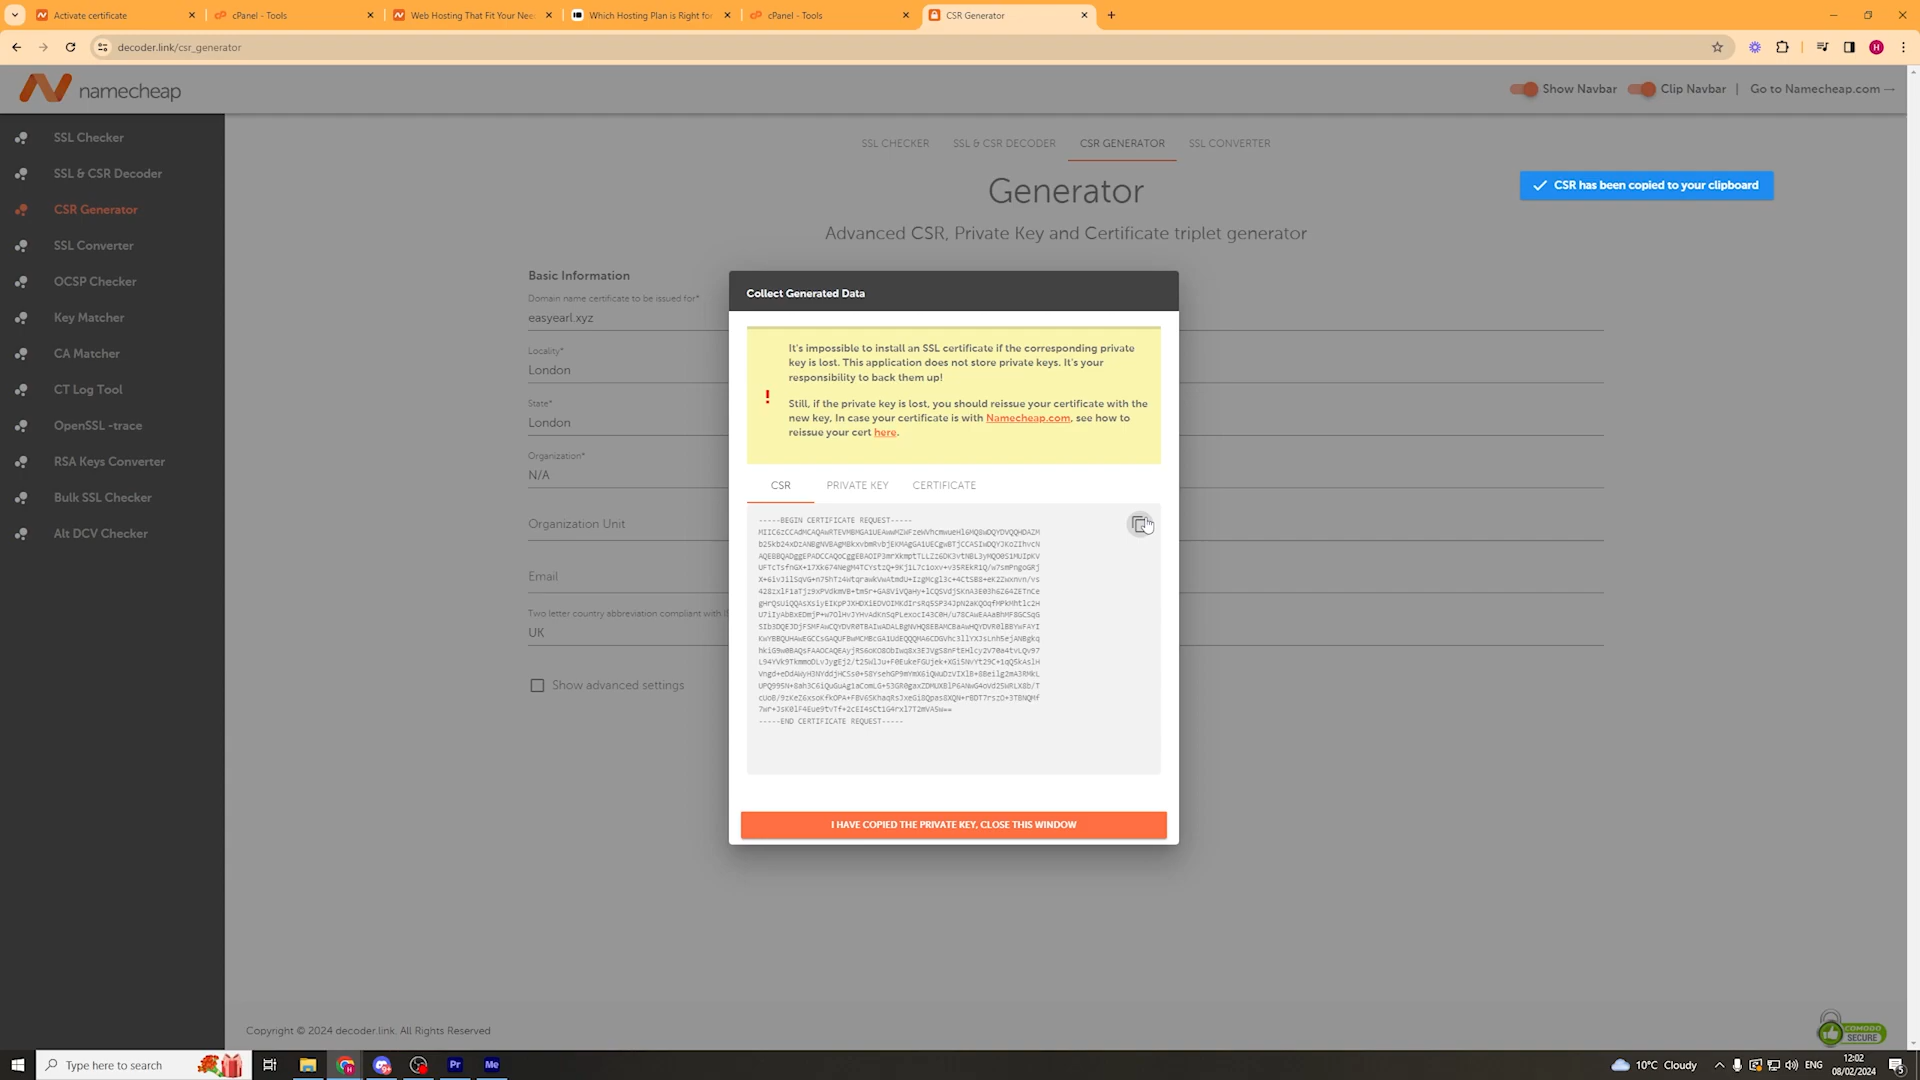 Activate certificate
cPanel - Tools
Web Hosting That Fit Your Nee
Which Hosting Plan is Right fo
cPanel - Tools
CSR Generator
decoder.link/csr_generator
namecheap
Show Navbar
Clip Navbar
|
Go to Namecheap.com →
SSL Checker
SSL & CSR Decoder
CSR Generator
SSL Converter
OCSP Checker
Key Matcher
CA Matcher
CT Log Tool
OpenSSL -trace
RSA Keys Converter
Bulk SSL Checker
Alt DCV Checker
SSL CHECKER
SSL & CSR DECODER
CSR GENERATOR
SSL CONVERTER
Generator
Advanced CSR, Private Key and Certificate triplet generator
CSR has been copied to your clipboard
Basic Information
Domain name certificate to be issued for*
easyearl.xyz
Locality*
London
State*
London
Organization*
N/A
Organization Unit
Email
Two letter country abbreviation compliant with
UK
Show advanced settings
Collect Generated Data
It's impossible to install an SSL certificate if the corresponding private
key is lost. This application does not store private keys. It's your
responsibility to back them up!
Still, if the private key is lost, you should reissue your certificate with the
new key, In case your certificate is with Namecheap.com, see how to
reissue your cert here.
CSR
PRIVATE KEY
CERTIFICATE
-----BEGIN CERTIFICATE REQUEST-----
-----END CERTIFICATE REQUEST-----
I HAVE COPIED THE PRIVATE KEY, CLOSE THIS WINDOW
Copyright © 2024 decoder.link. All Rights Reserved
COMODO
SECURE
Type here to search
Pr
Me
10°C Cloudy
ENG
12:02
08/02/2024